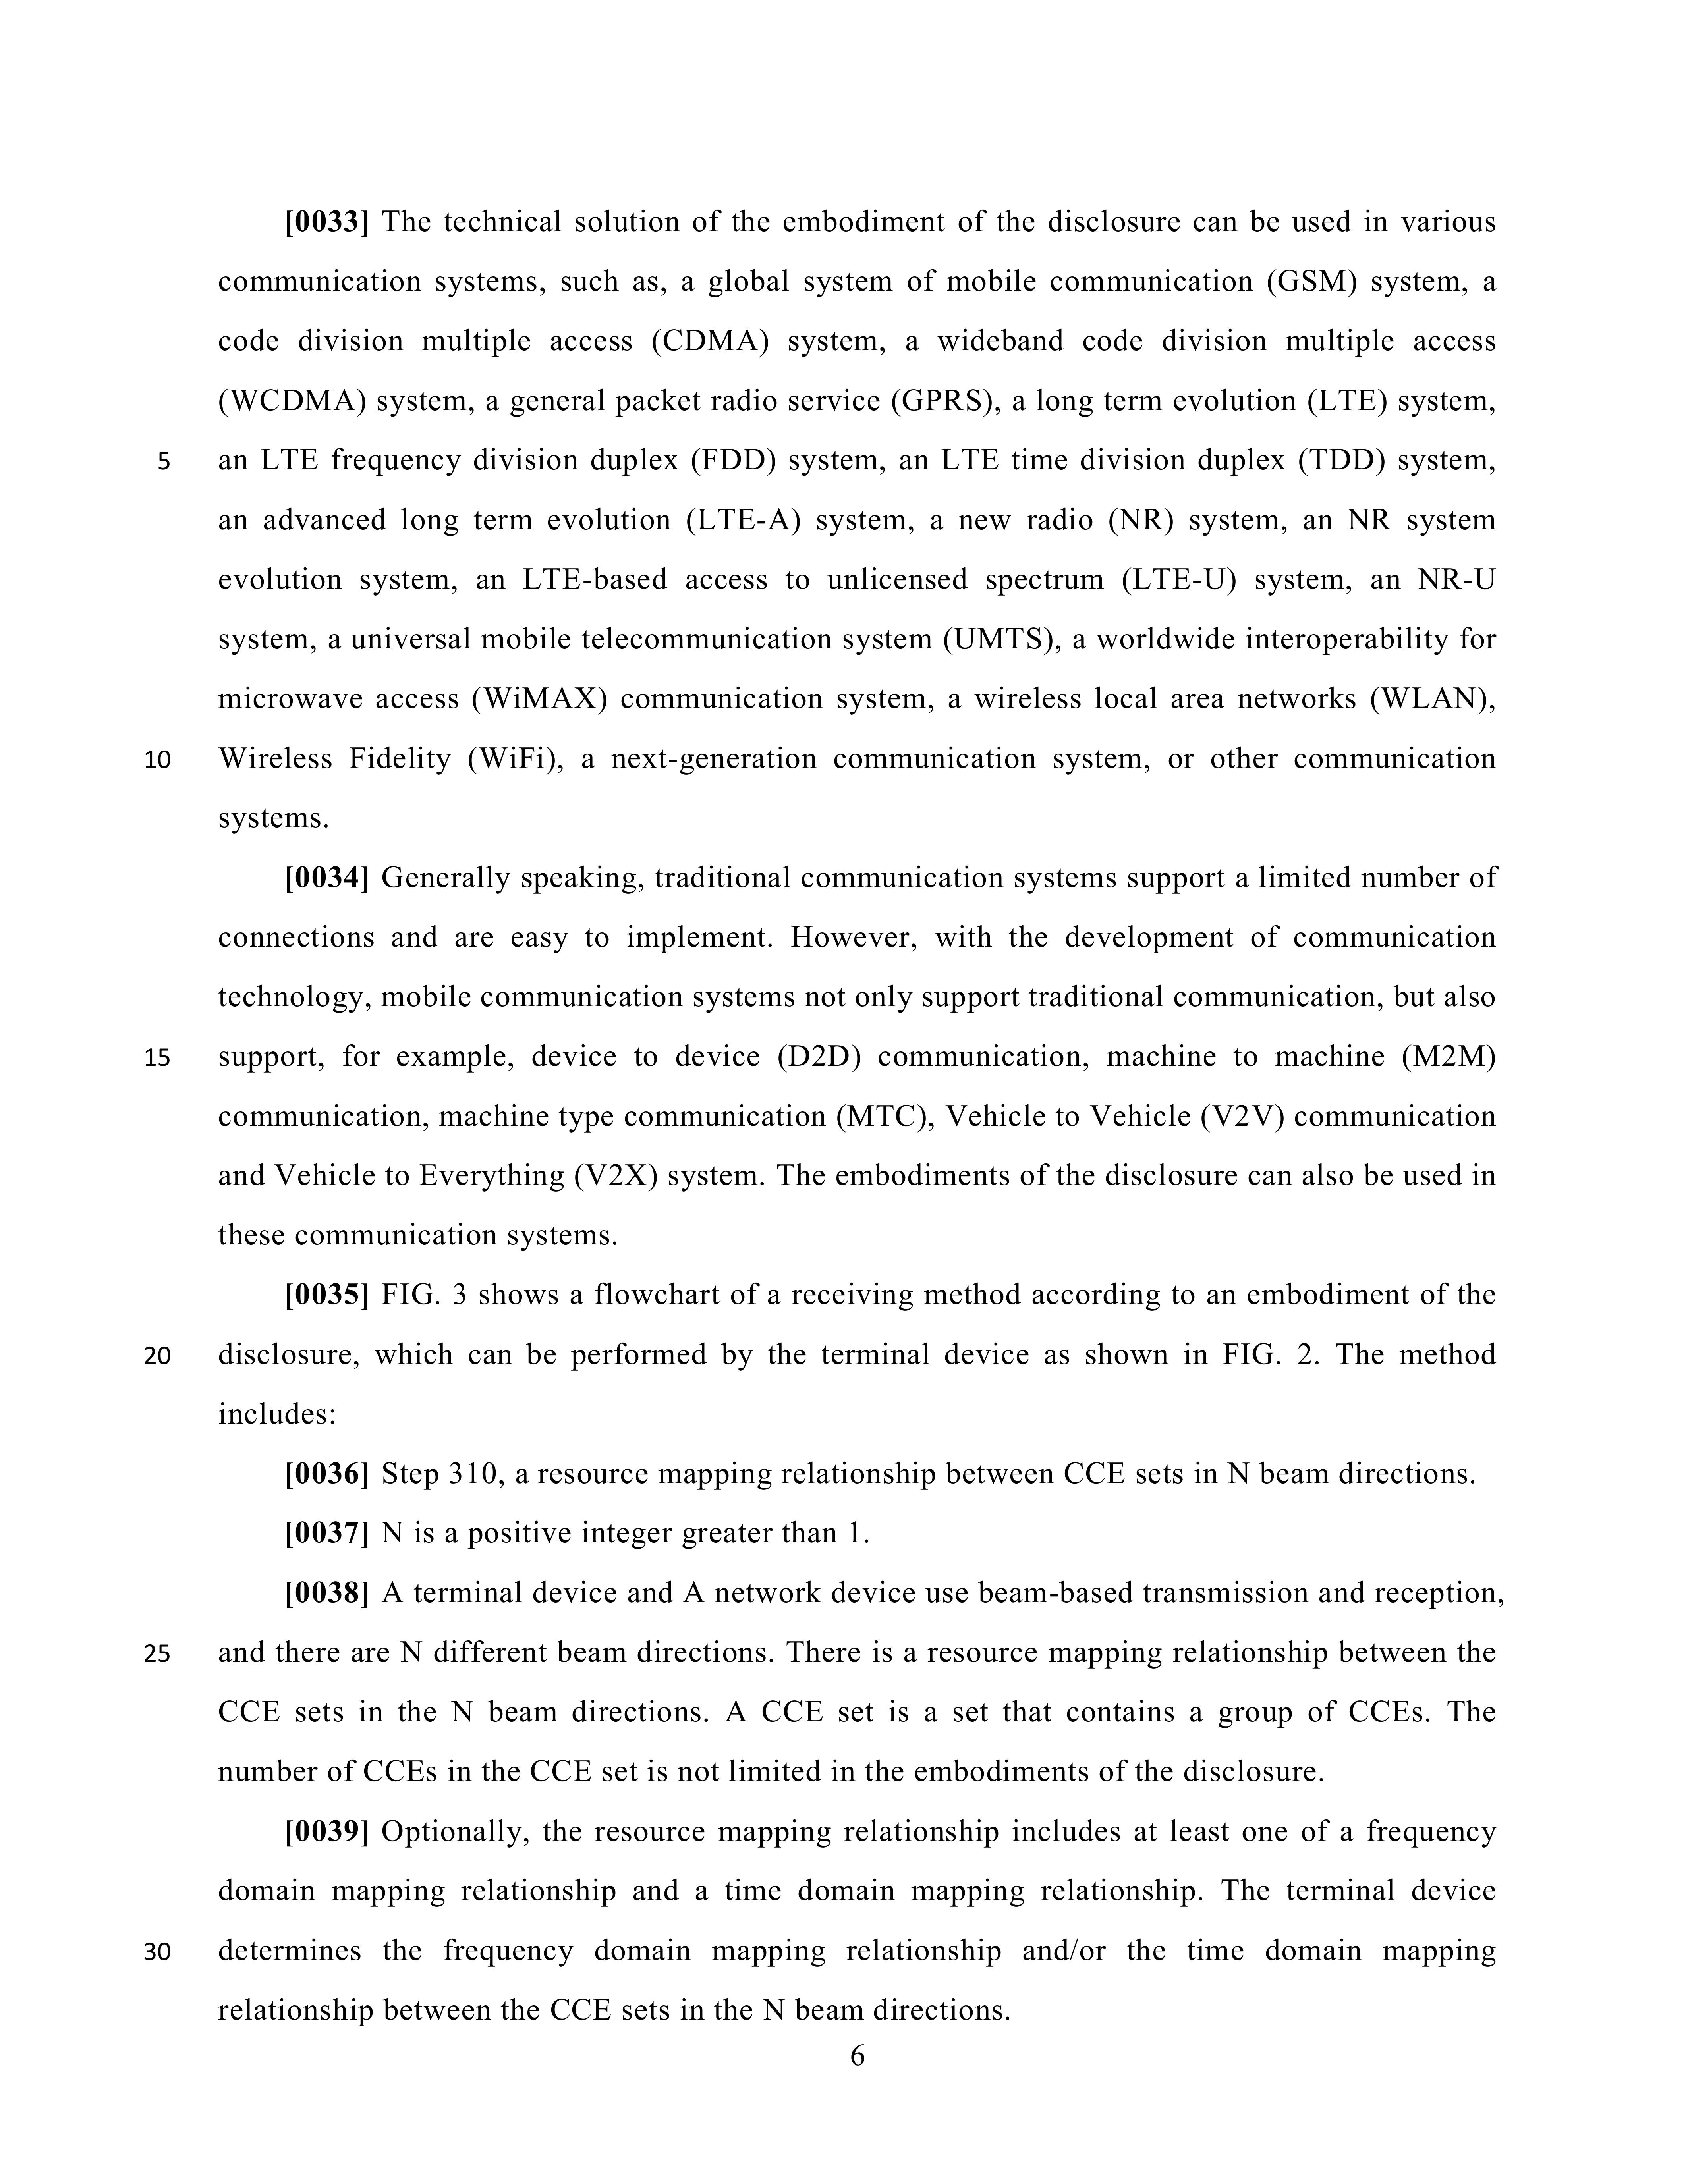 [0033] The technical solution of the embodiment of the disclosure can be used in various
communication systems, such as, a global system of mobile communication (GSM) system, a
code division multiple access (CDMA) system, a wideband code division multiple access
(WCDMA) system, a general packet radio service (GPRS), a long term evolution (LTE) system,
5 an LTE frequency division duplex (FDD) system, an LTE time division duplex (TDD) system,
an advanced long term evolution (LTE-A) system, a new radio (NR) system, an NR system
evolution system, an LTE-based access to unlicensed spectrum (LTE-U) system, an NR-U
system, a universal mobile telecommunication system (UMTS), a worldwide interoperability for
microwave access (WiMAX) communication system, a wireless local area networks (WLAN),
10 Wireless Fidelity (WiFi), a next-generation communication system, or other communication
systems.
[0034] Generally speaking, traditional communication systems support a limited number of
connections and are easy to implement. However, with the development of communication
technology, mobile communication systems not only support traditional communication, but also
15 support, for example, device to device (D2D) communication, machine to machine (M2M)
communication, machine type communication (MTC), Vehicle to Vehicle (V2V) communication
and Vehicle to Everything (V2X) system. The embodiments of the disclosure can also be used in
these communication systems.
[0035] FIG. 3 shows a flowchart of a receiving method according to an embodiment of the
20 disclosure, which can be performed by the terminal device as shown in FIG. 2. The method
includes:
[0036] Step 310, a resource mapping relationship between CCE sets in N beam directions.
[0037] N is a positive integer greater than 1.
[0038] A terminal device and A network device use beam-based transmission and reception,
25 and there are N different beam directions. There is a resource mapping relationship between the
CCE sets in the N beam directions. A CCE set is a set that contains a group of CCEs. The
number of CCEs in the CCE set is not limited in the embodiments of the disclosure.
[0039] Optionally, the resource mapping relationship includes at least one of a frequency
domain mapping relationship and a time domain mapping relationship. The terminal device
30 determines the frequency domain mapping relationship and/or the time domain mapping
relationship between the CCE sets in the N beam directions.
6